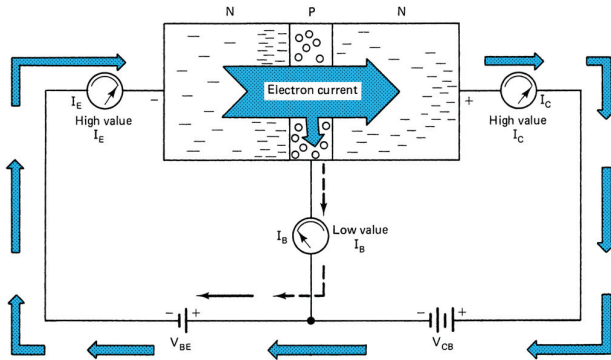 N P N
Electron current
I_E
−
High value
I_E
+
I_C
High value
I_C
I_B
Low value
I_B
− +
V_BE
− +
V_CB